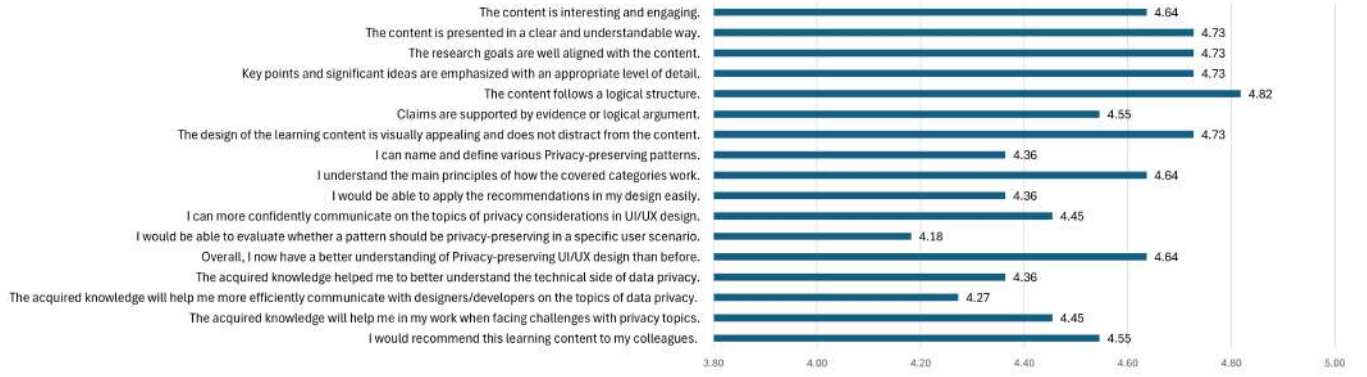 The content is interesting and engaging. 4.64
The content is presented in a clear and understandable way. 4.73
The research goals are well aligned with the content. 4.73
Key points and significant ideas are emphasized with an appropriate level of detail. 4.73
The content follows a logical structure. 4.82
Claims are supported by evidence or logical argument. 4.55
The design of the learning content is visually appealing and does not distract from the content. 4.73
I can name and define various Privacy-preserving patterns. 4.36
I understand the main principles of how the covered categories work. 4.64
I would be able to apply the recommendations in my design easily. 4.36
I can more confidently communicate on the topics of privacy considerations in UI/UX design. 4.45
I would be able to evaluate whether a pattern should be privacy-preserving in a specific user scenario. 4.18
Overall, I now have a better understanding of Privacy-preserving UI/UX design than before. 4.64
The acquired knowledge helped me to better understand the technical side of data privacy. 4.36
The acquired knowledge will help me more efficiently communicate with designers/developers on the topics of data privacy. 4.27
The acquired knowledge will help me in my work when facing challenges with privacy topics. 4.45
I would recommend this learning content to my colleagues. 4.55
3.80 4.00 4.20 4.40 4.60 4.80 5.00